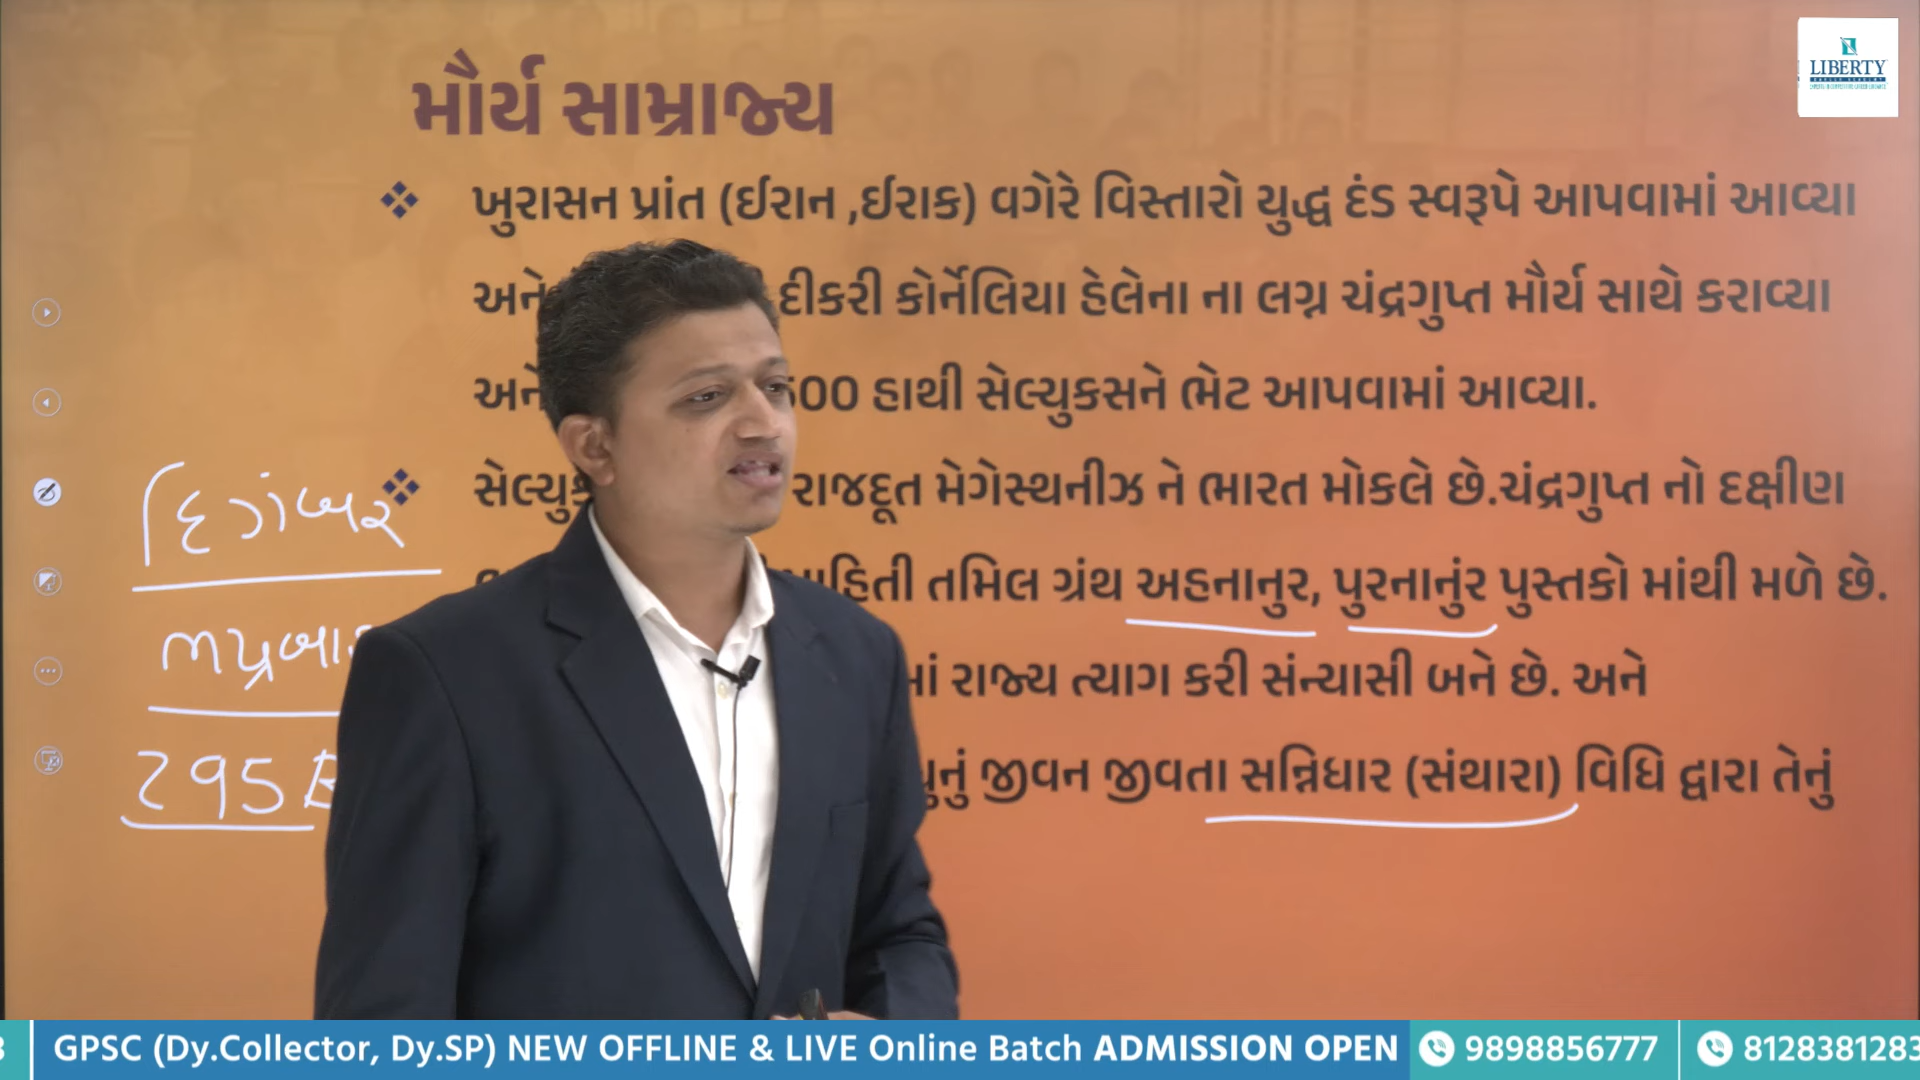 LIBERTY
મૌર્ય સામ્રાજ્ય
ખુરાસન પ્રાંત (ઈરાન ,ઈરાક) વગેરે વિસ્તારો યુદ્ધ દંડ સ્વરૂપે આપવામાં આવ્યા
અને દીકરી કોર્નેલિયા હેલેના ના લગ્ન ચંદ્રગુપ્ત મૌર્ય સાથે કરાવ્યા
અને 500 હાથી સેલ્યુકસને ભેટ આપવામાં આવ્યા.
રાજદૂત મેગેસ્થનીઝ ને ભારત મોકલે છે.ચંદ્રગુપ્ત નો દક્ષીણ
તમિલ ગ્રંથ અહનાનુર, પુરનાનુંર પુસ્તકો માંથી મળે છે.
રાજ્ય ત્યાગ કરી સંન્યાસી બને છે. અને
જીવન જીવતા સન્નિધાર (સંથારા) વિધિ દ્વારા તેનું
દિગંબર
GPSC (Dy.Collector, Dy.SP) NEW OFFLINE & LIVE Online Batch ADMISSION OPEN 9898856777 8128381283